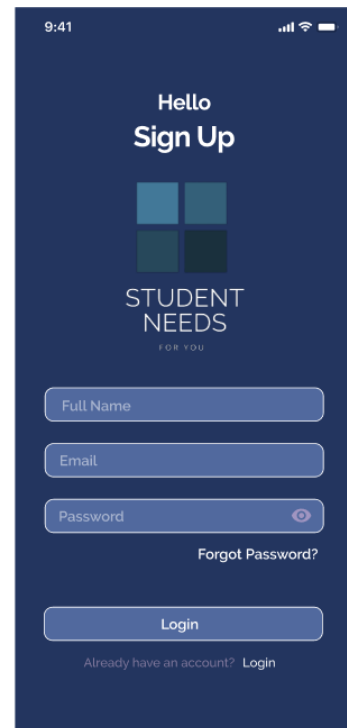 9:41
Hello
Sign Up
STUDENT
NEEDS
FOR YOU
Full Name
Email
Password
Forgot Password?
Login
Already have an account? Login